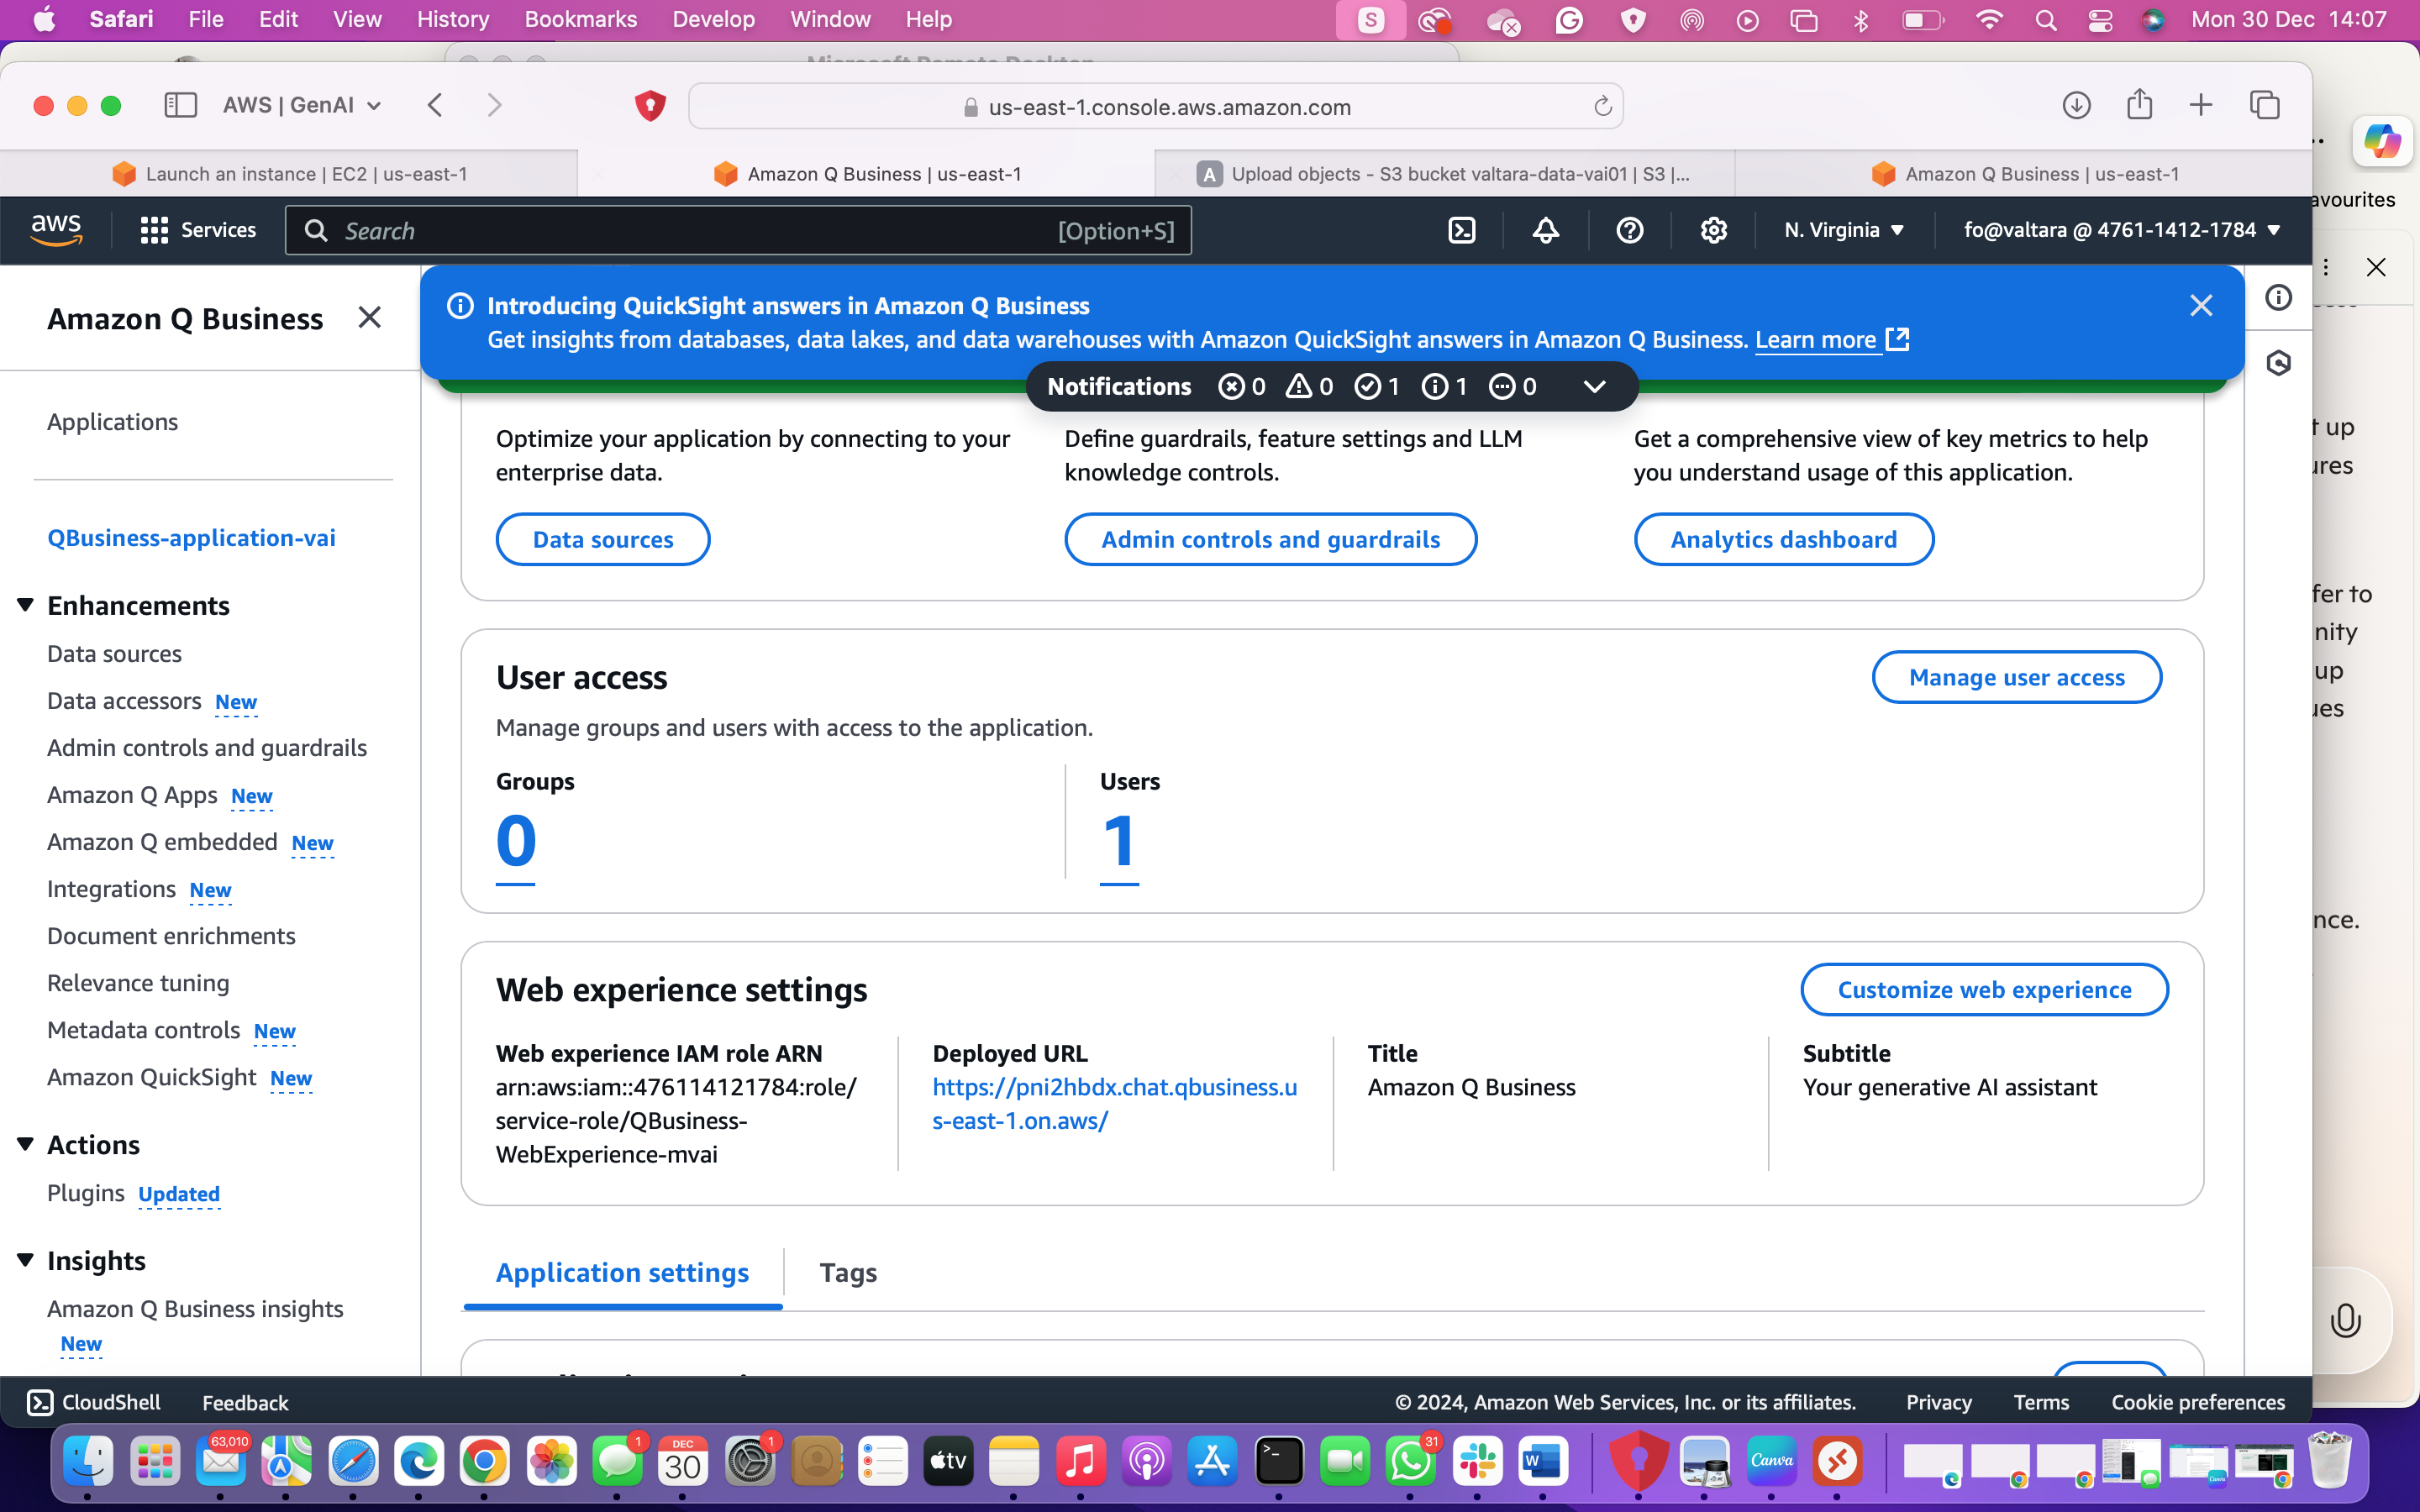 Safari File Edit View History Bookmarks Develop Window Help S Mon 30 Dec 14:07
AWS | GenAI us-east-1.console.aws.amazon.com
Launch an instance | EC2 | us-east-1 Amazon Q Business | us-east-1 A Upload objects - S3 bucket valtara-data-vai01 | S3 |... Amazon Q Business | us-east-1
avourites
aws Services Search [Option+S] N. Virginia fo@valtara @ 4761-1412-1784
Amazon Q Business
Introducing QuickSight answers in Amazon Q Business
Get insights from databases, data lakes, and data warehouses with Amazon QuickSight answers in Amazon Q Business. Learn more
Notifications 0 0 1 1 0
Applications
QBusiness-application-vai
Enhancements
Data sources
Data accessors New
Admin controls and guardrails
Amazon Q Apps New
Amazon Q embedded New
Integrations New
Document enrichments
Relevance tuning
Metadata controls New
Amazon QuickSight New
Actions
Plugins Updated
Insights
Amazon Q Business insights
New
Optimize your application by connecting to your
enterprise data.
Data sources
Define guardrails, feature settings and LLM
knowledge controls.
Admin controls and guardrails
Get a comprehensive view of key metrics to help
you understand usage of this application.
Analytics dashboard
User access
Manage user access
Manage groups and users with access to the application.
Groups
0
Users
1
Web experience settings
Customize web experience
Web experience IAM role ARN
arn:aws:iam::476114121784:role/
service-role/QBusiness-
WebExperience-mvai
Deployed URL
https://pni2hbdx.chat.qbusiness.u
s-east-1.on.aws/
Title
Amazon Q Business
Subtitle
Your generative AI assistant
Application settings Tags
up
ures
fer to
nity
up
ues
nce.
CloudShell Feedback © 2024, Amazon Web Services, Inc. or its affiliates. Privacy Terms Cookie preferences
63,010 1 DEC 30 1 tv 31 W Canva